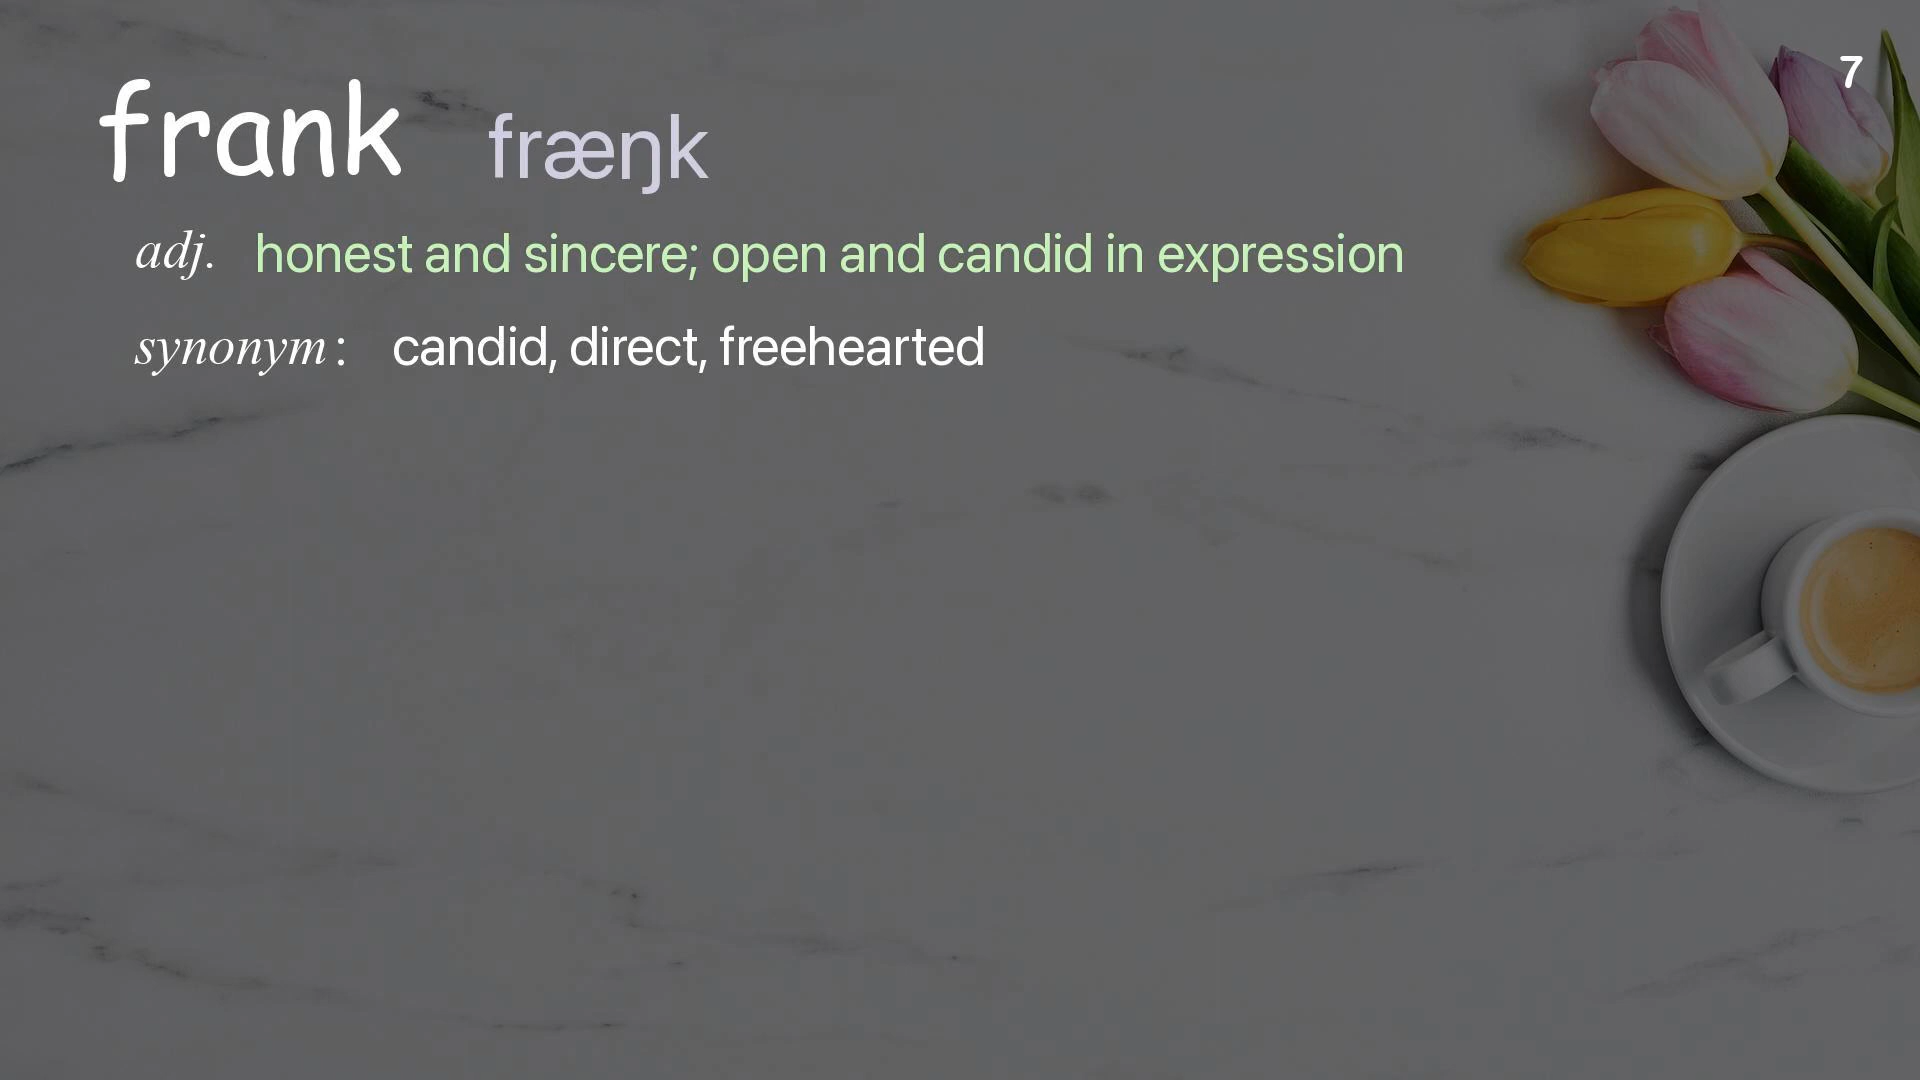 7
frank fræŋk
adj. honest and sincere; open and candid in expression
synonym: candid, direct, freehearted